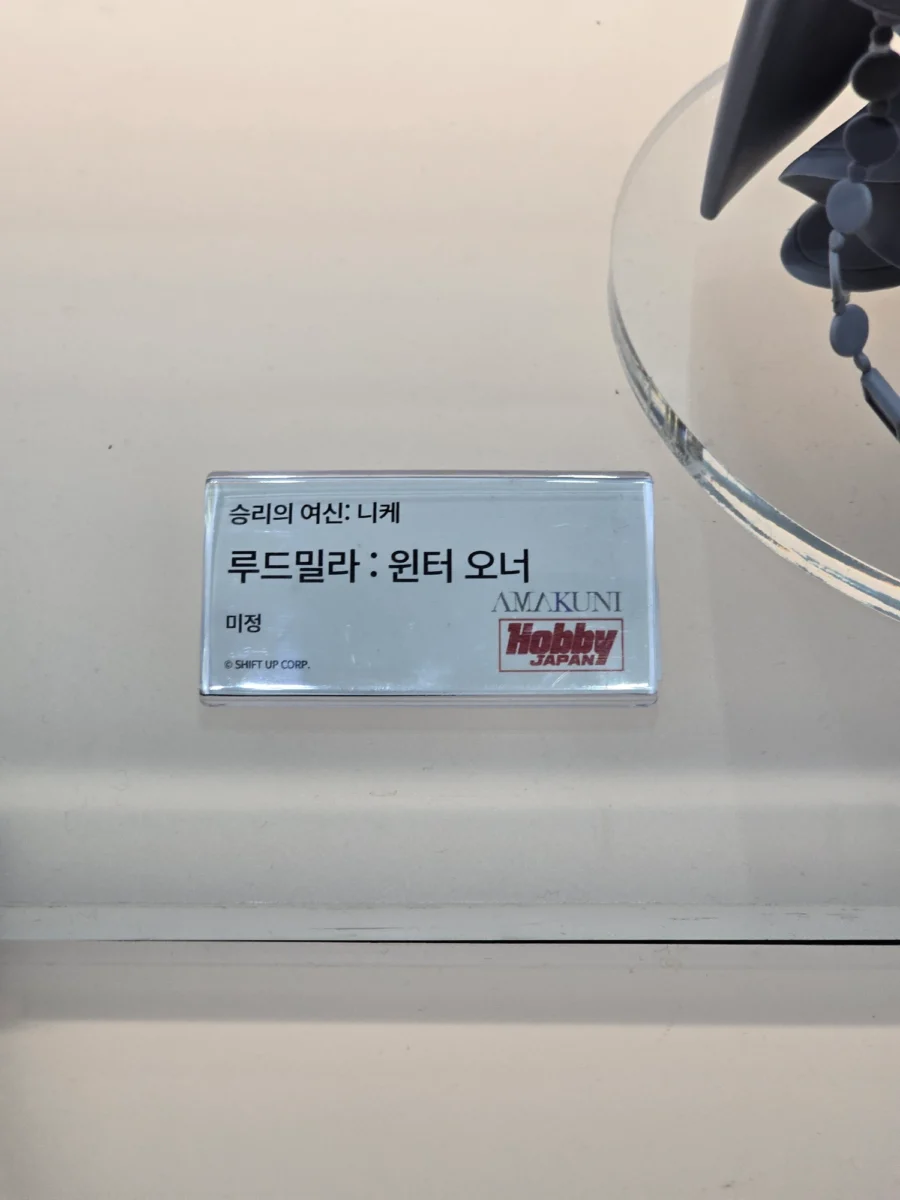 승리의 여신: 니케
루드밀라 : 윈터 오너
AMAKUNI
미정
Hobby
JAPAN
© SHIFT UP CORP.